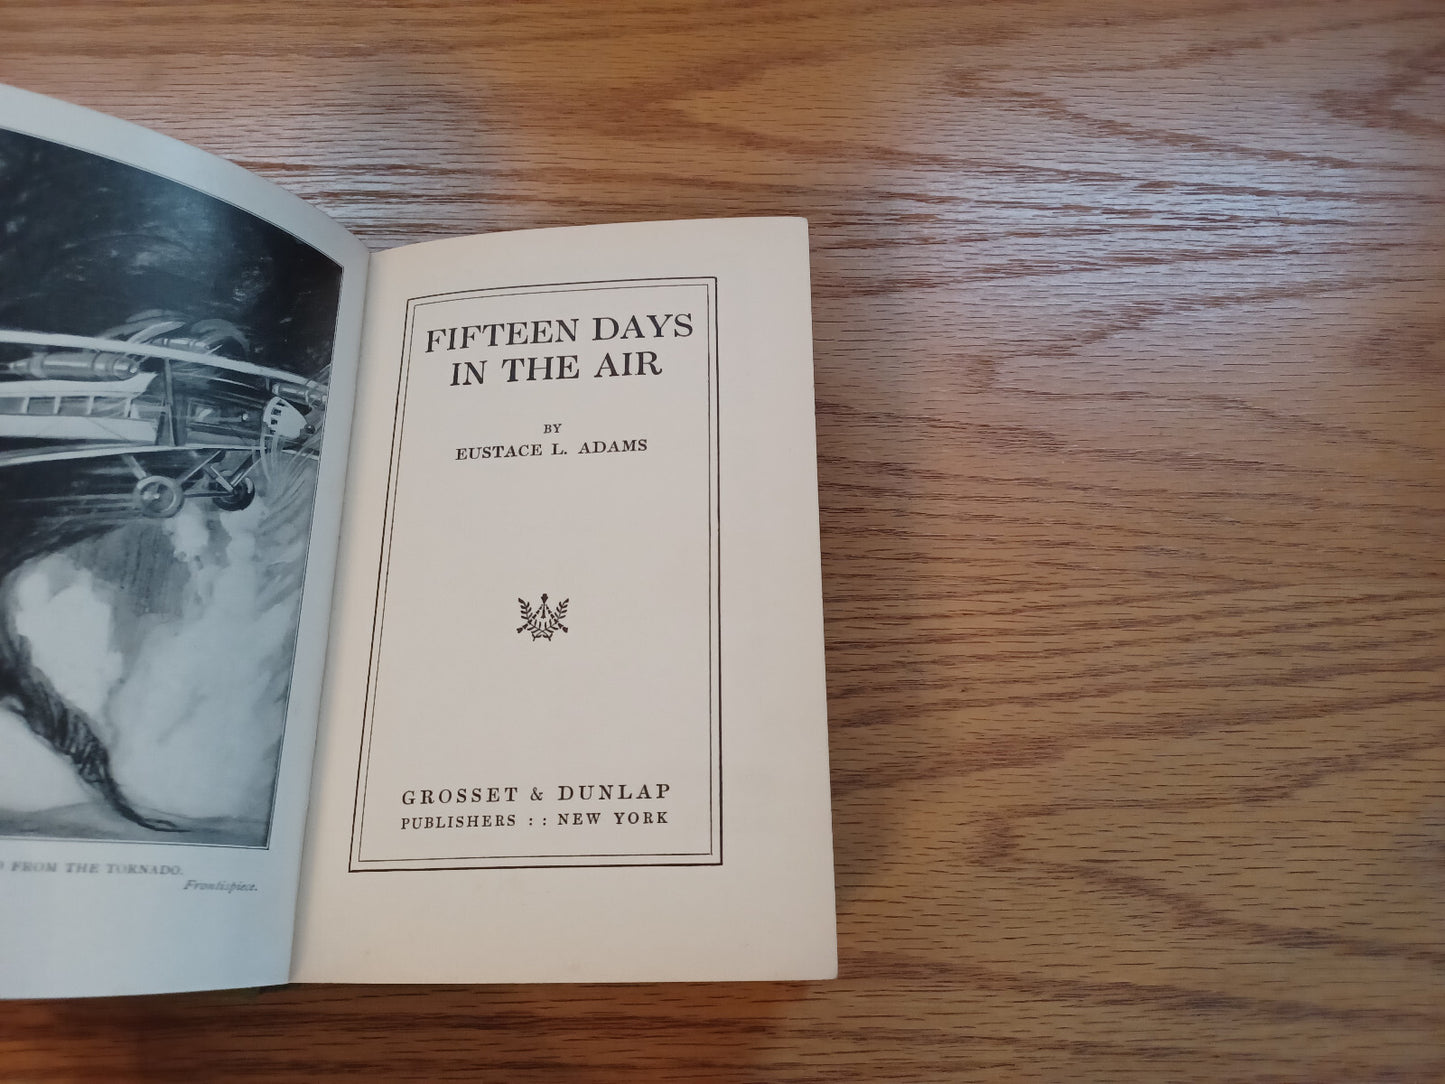 FROM THE TORNADO.
Frontispiece.
FIFTEEN DAYS
IN THE AIR
BY
EUSTACE L. ADAMS
GROSSET & DUNLAP
PUBLISHERS : : NEW YORK